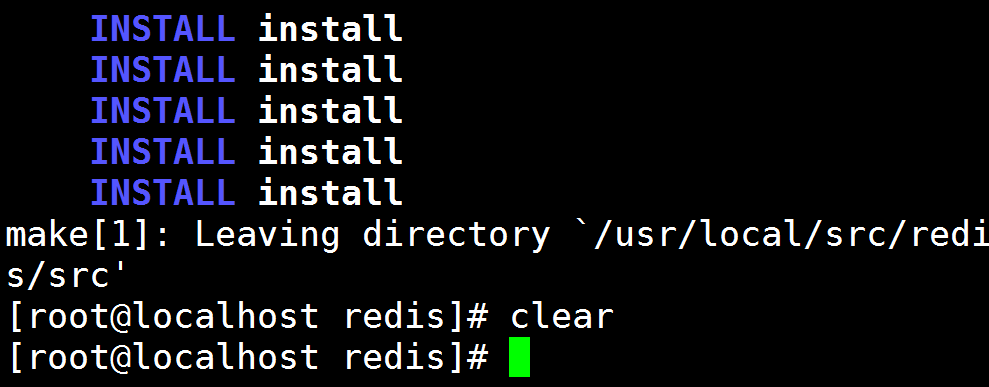 INSTALL install
INSTALL install
INSTALL install
INSTALL install
INSTALL install
make[1]: Leaving directory `/usr/local/src/redi
s/src'
[root@localhost redis]# clear
[root@localhost redis]#